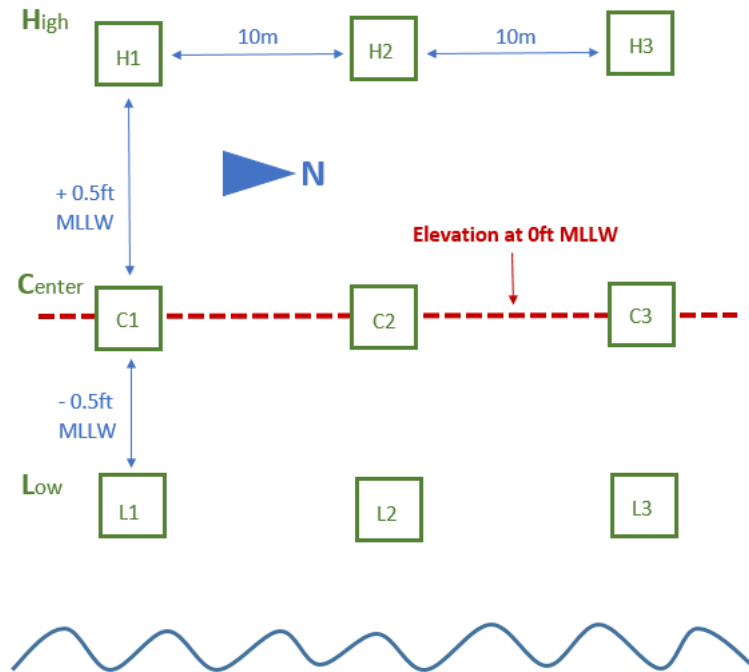 High
H1
10m
H2
10m
H3
N
+ 0.5ft
MLLW
Elevation at 0ft MLLW
Center
C1
C2
C3
- 0.5ft
MLLW
Low
L1
L2
L3